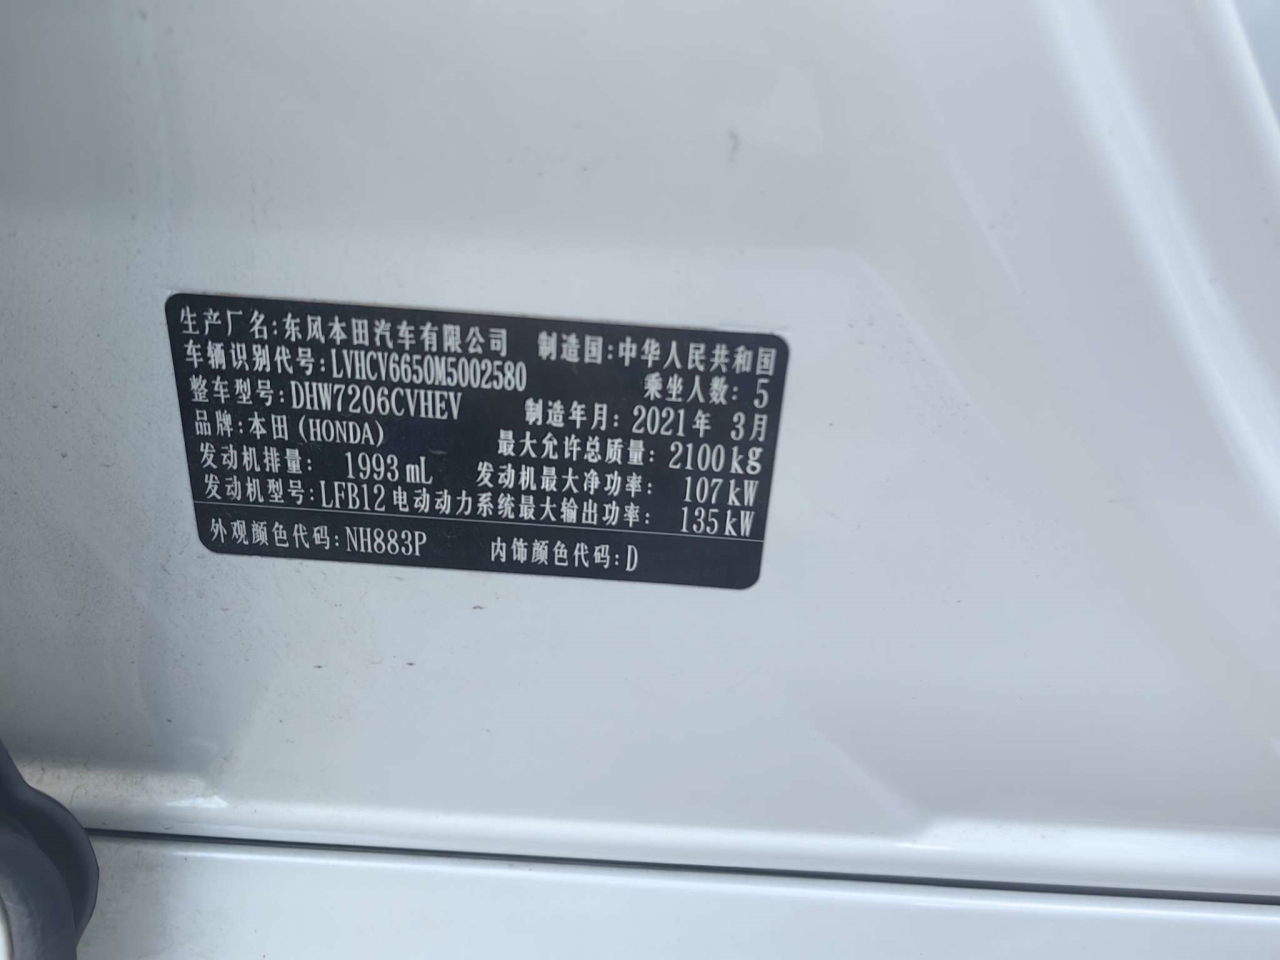 生产厂名:东风本田汽车有限公司 制造国:中华人民共和国
车辆识别代号:LVHCV6650M5002580 乘坐人数:5
整车型号:DHW7206CVHEV 制造年月:2021年 3月
品牌:本田(HONDA) 最大允许总质量:2100kg
发动机排量: 1993mL 发动机最大净功率: 107kW
发动机型号:LFB12 电动动力系统最大输出功率: 135kW
外观颜色代码:NH883P 内饰颜色代码:D